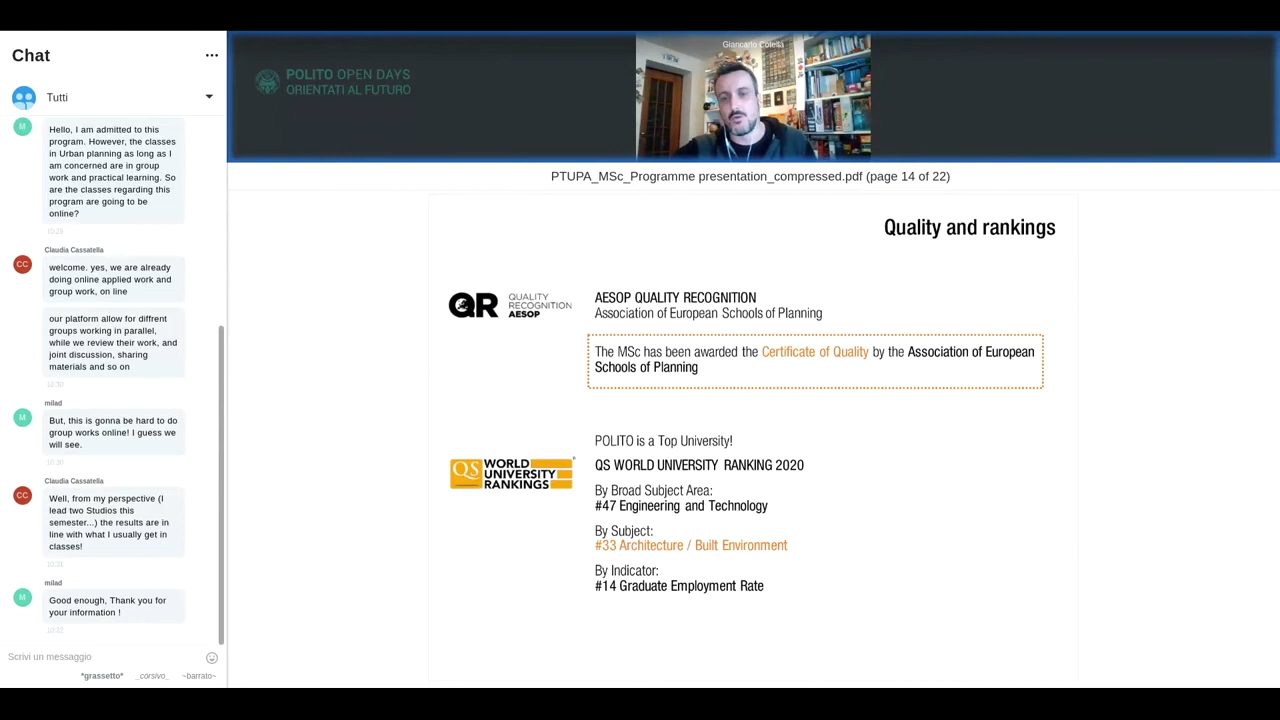 Chat
Tutti
M
Hello, I am admitted to this
program. However, the classes
in Urban planning as long as I
am concerned are in group
work and practical learning. So
are the classes regarding this
program are going to be
online?
Claudia Cassatella
CC
welcome. yes, we are already
doing online applied work and
group work, on line
our platform allow for diffrent
groups working in parallel,
while we review their work, and
joint discussion, sharing
materials and so on
10:30
milad
M
But, this is gonna be hard to do
group works online! I guess we
will see.
10:30
Claudia Cassatella
CC
Well, from my perspective (I
lead two Studios this
semester...) the results are in
line with what I usually get in
classes!
10:31
milad
M
Good enough, Thank you for
your information !
Scrivi un messaggio
*grassetto* _corsivo_ ~barrato~
POLITO OPEN DAYS
ORIENTATI AL FUTURO
Giancarlo Cotella
PTUPA_MSc_Programme presentation_compressed.pdf (page 14 of 22)
Quality and rankings
QR QUALITY
RECOGNITION
AESOP
AESOP QUALITY RECOGNITION
Association of European Schools of Planning
The MSc has been awarded the Certificate of Quality by the Association of European
Schools of Planning
POLITO is a Top University!
QS WORLD
UNIVERSITY
RANKINGS
QS WORLD UNIVERSITY RANKING 2020
By Broad Subject Area:
#47 Engineering and Technology
By Subject:
#33 Architecture / Built Environment
By Indicator:
#14 Graduate Employment Rate